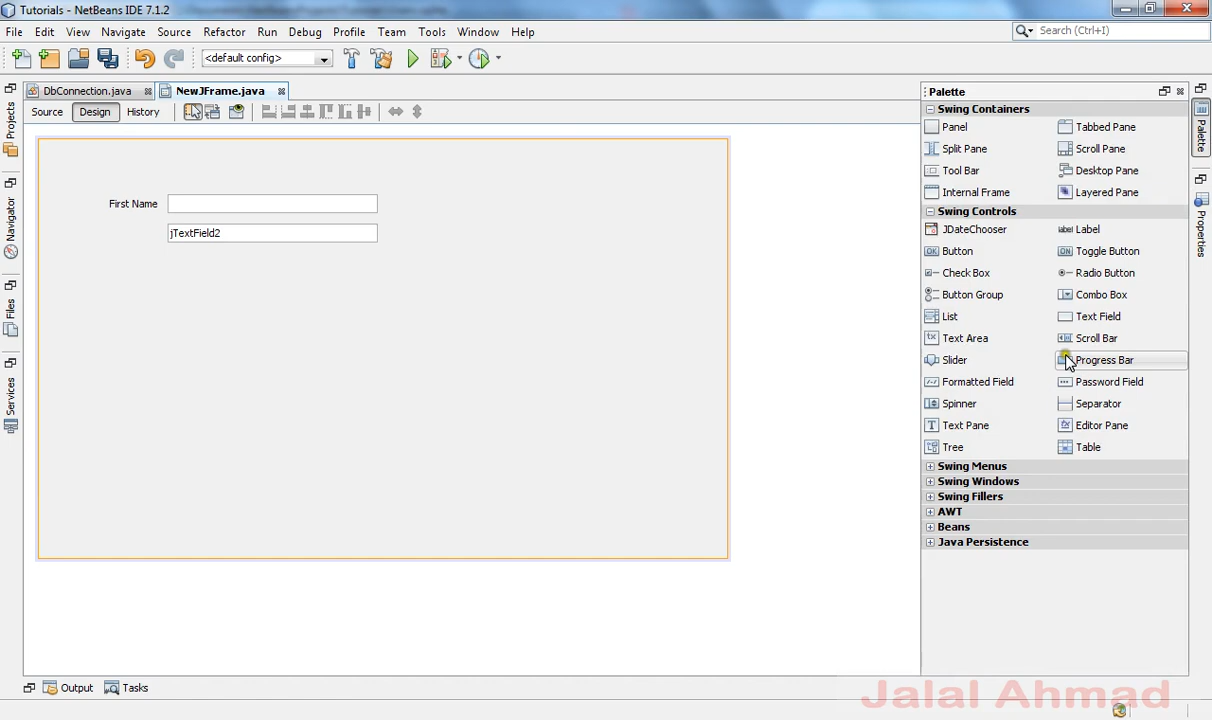 Tutorials - NetBeans IDE 7.1.2
File Edit View Navigate Source Refactor Run Debug Profile Team Tools Window Help
Search (Ctrl+I)
<default config>
DbConnection.java
NewJFrame.java
Source Design History
Projects
Navigator
Files
Services
First Name
jTextField2
Palette
Swing Containers
Panel Tabbed Pane
Split Pane Scroll Pane
Tool Bar Desktop Pane
Internal Frame Layered Pane
Swing Controls
JDateChooser Label
Button Toggle Button
Check Box Radio Button
Button Group Combo Box
List Text Field
Text Area Scroll Bar
Slider Progress Bar
Formatted Field Password Field
Spinner Separator
Text Pane Editor Pane
Tree Table
Swing Menus
Swing Windows
Swing Fillers
AWT
Beans
Java Persistence
Palette
Properties
Output Tasks
Jalal Ahmad